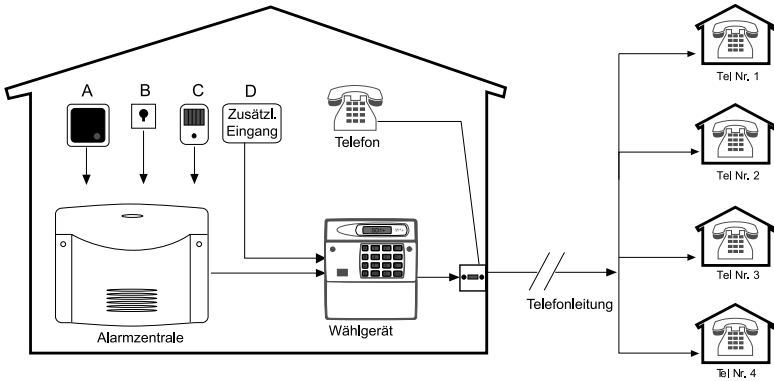 A
B
C
D
Zusätzl.
Eingang
Telefon
Alarmzentrale
Wählgerät
Telefonleitung
Tel Nr. 1
Tel Nr. 2
Tel Nr. 3
Tel Nr. 4